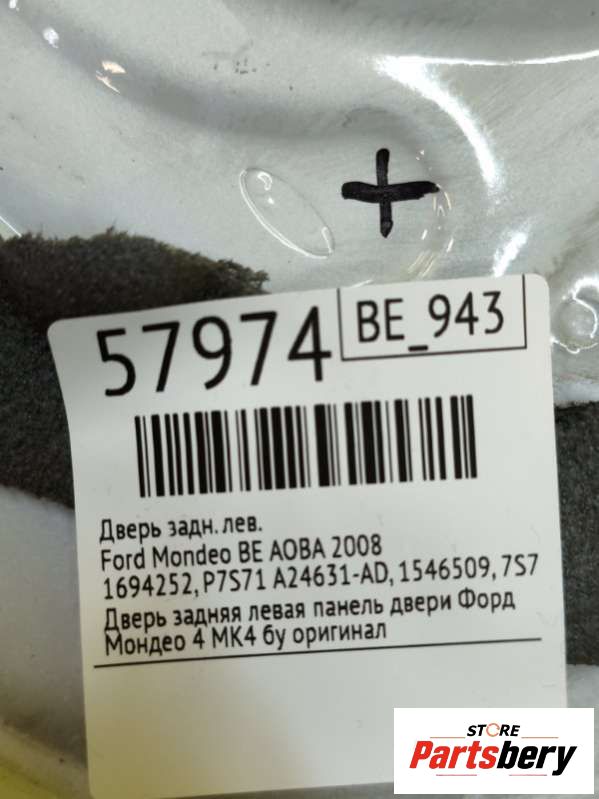 57974
BE_943
Дверь задн. лев.
Ford Mondeo BE AOBA 2008
1694252, P7S71 A24631-AD, 1546509, 7S7
Дверь задняя левая панель двери Форд
Мондео 4 МК4 бу оригинал
STORE
Partsbery